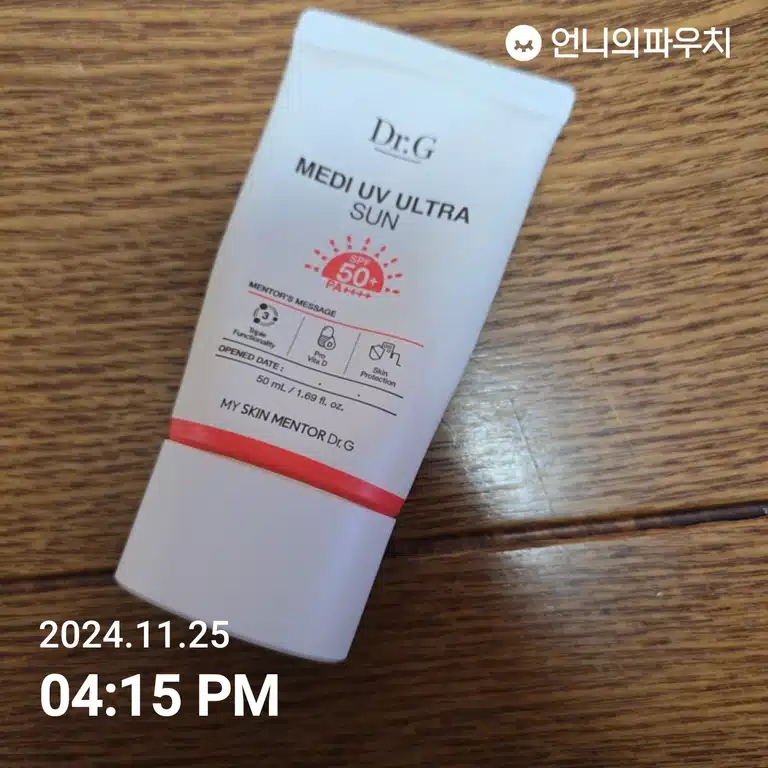 언니의파우치
Dr.G
MEDI UV ULTRA
SUN
SPF
50+
PA++++
MENTOR'S MESSAGE
3
Triple
Functionality
D
Pro
Vita D
Skin
Protection
OPENED DATE : . .
50 mL / 1.69 fl. oz.
MY SKIN MENTOR Dr.G
2024.11.25
04:15 PM